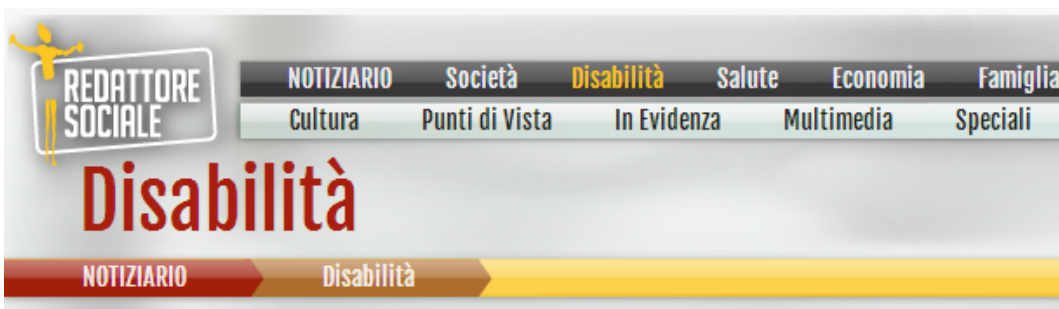 REDATTORE
SOCIALE
NOTIZIARIO Società Disabilità Salute Economia Famiglia
Cultura Punti di Vista In Evidenza Multimedia Speciali
Disabilità
NOTIZIARIO Disabilità